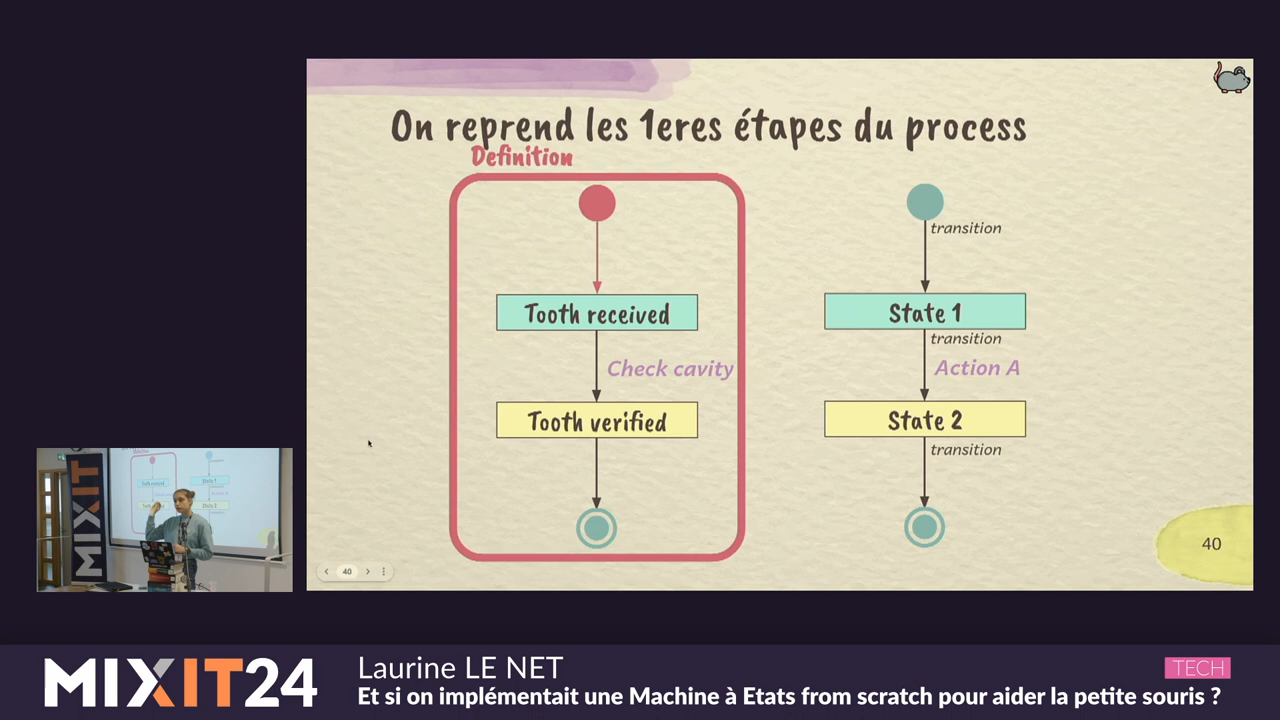 On reprend les 1eres étapes du process
Definition
Tooth received
Check cavity
Tooth verified
transition
State 1
transition
Action A
State 2
transition
40
40
MIXIT
MIXIT24
Laurine LE NET
TECH
Et si on implémentait une Machine à Etats from scratch pour aider la petite souris ?